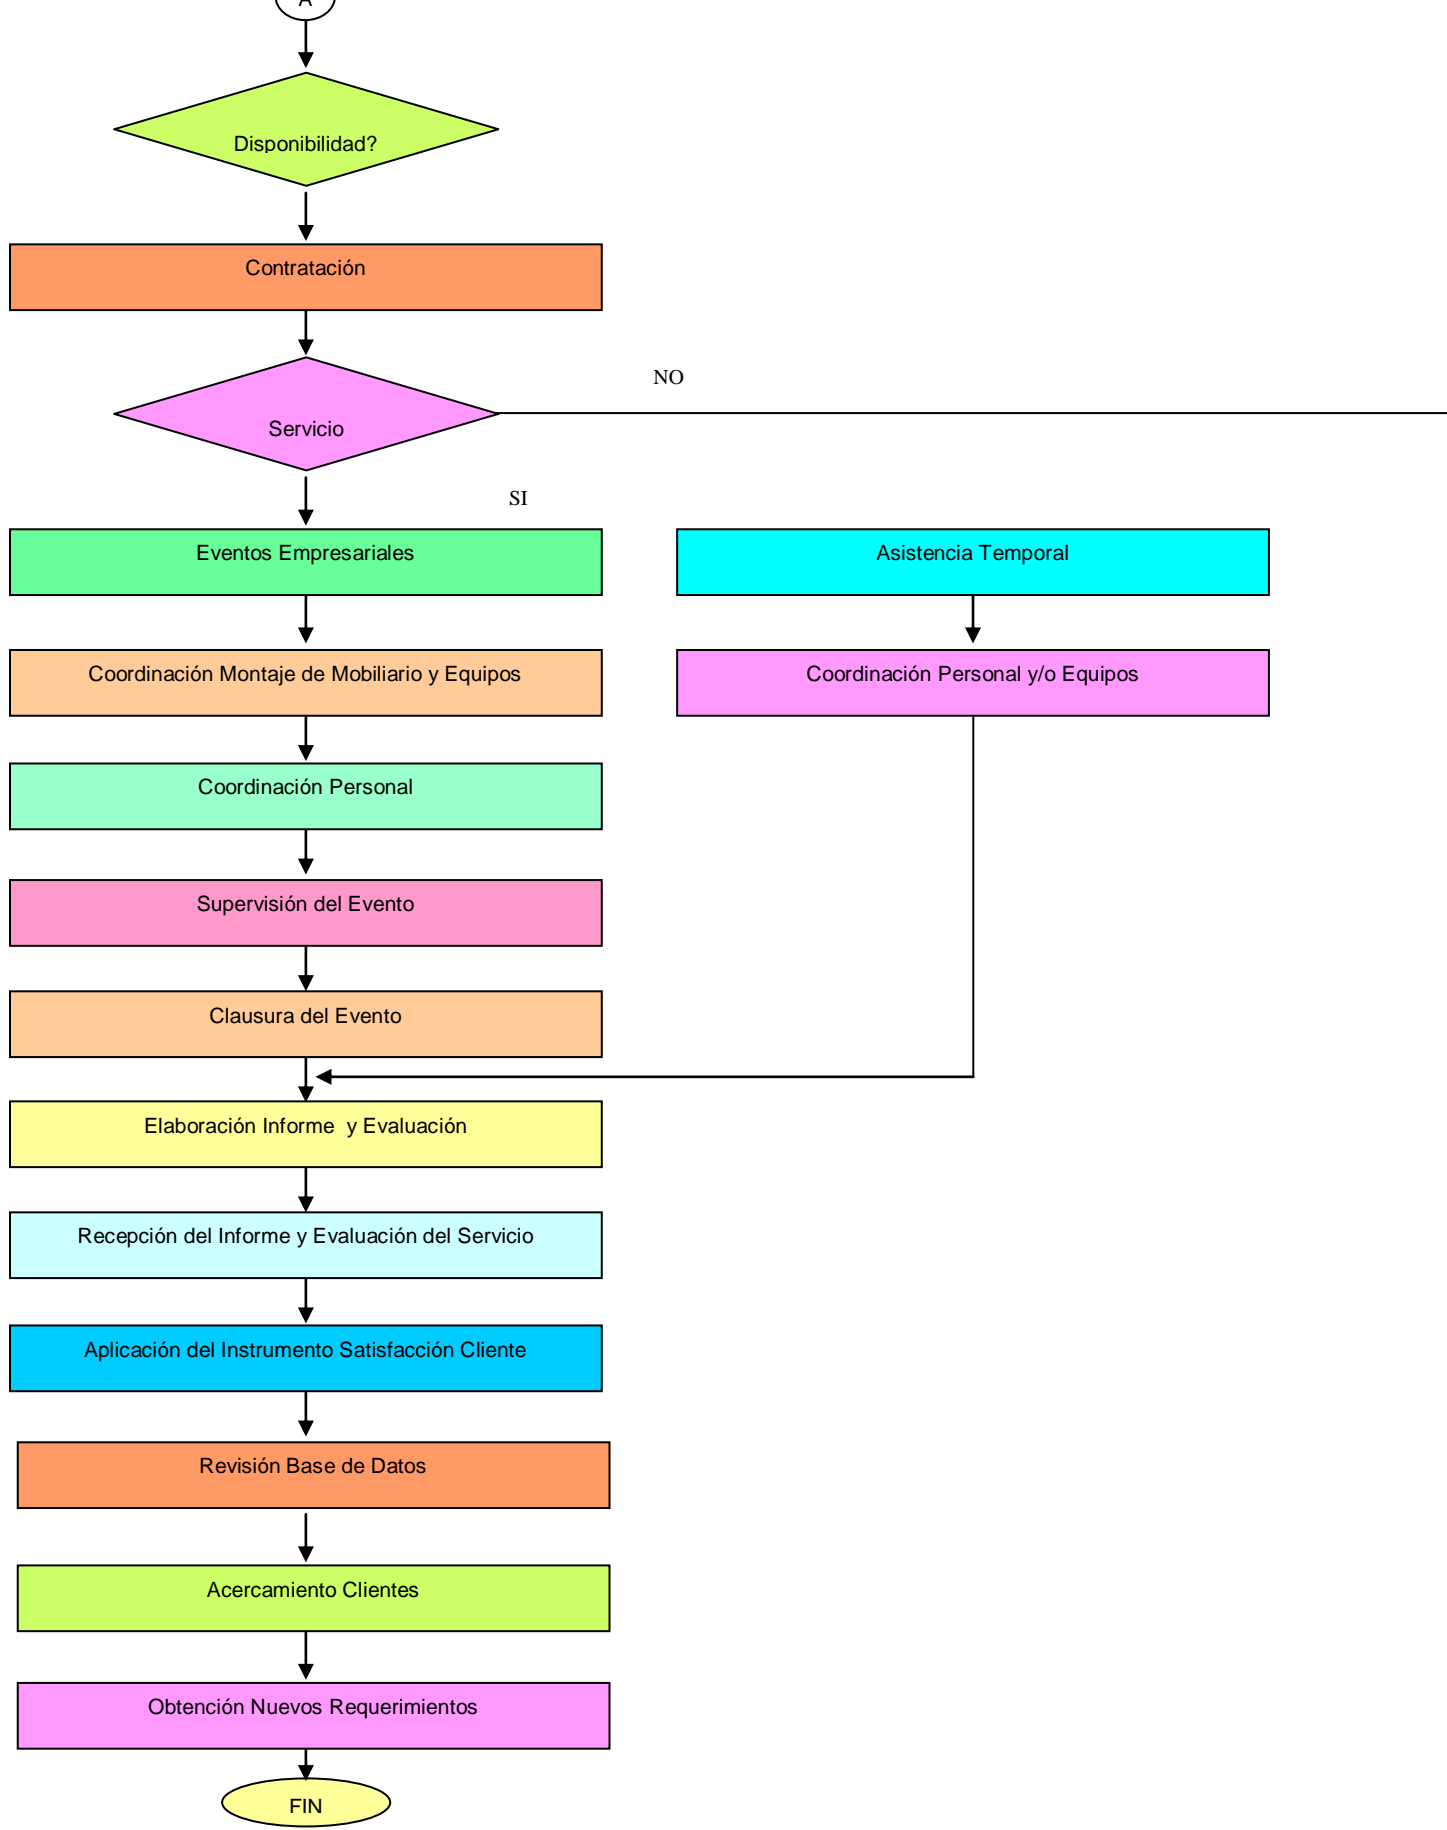 A
Disponibilidad?
Contratación
NO
Servicio
SI
Eventos Empresariales
Asistencia Temporal
Coordinación Montaje de Mobiliario y Equipos
Coordinación Personal y/o Equipos
Coordinación Personal
Supervisión del Evento
Clausura del Evento
Elaboración Informe  y Evaluación
Recepción del Informe y Evaluación del Servicio
Aplicación del Instrumento Satisfacción Cliente
Revisión Base de Datos
Acercamiento Clientes
Obtención Nuevos Requerimientos
FIN